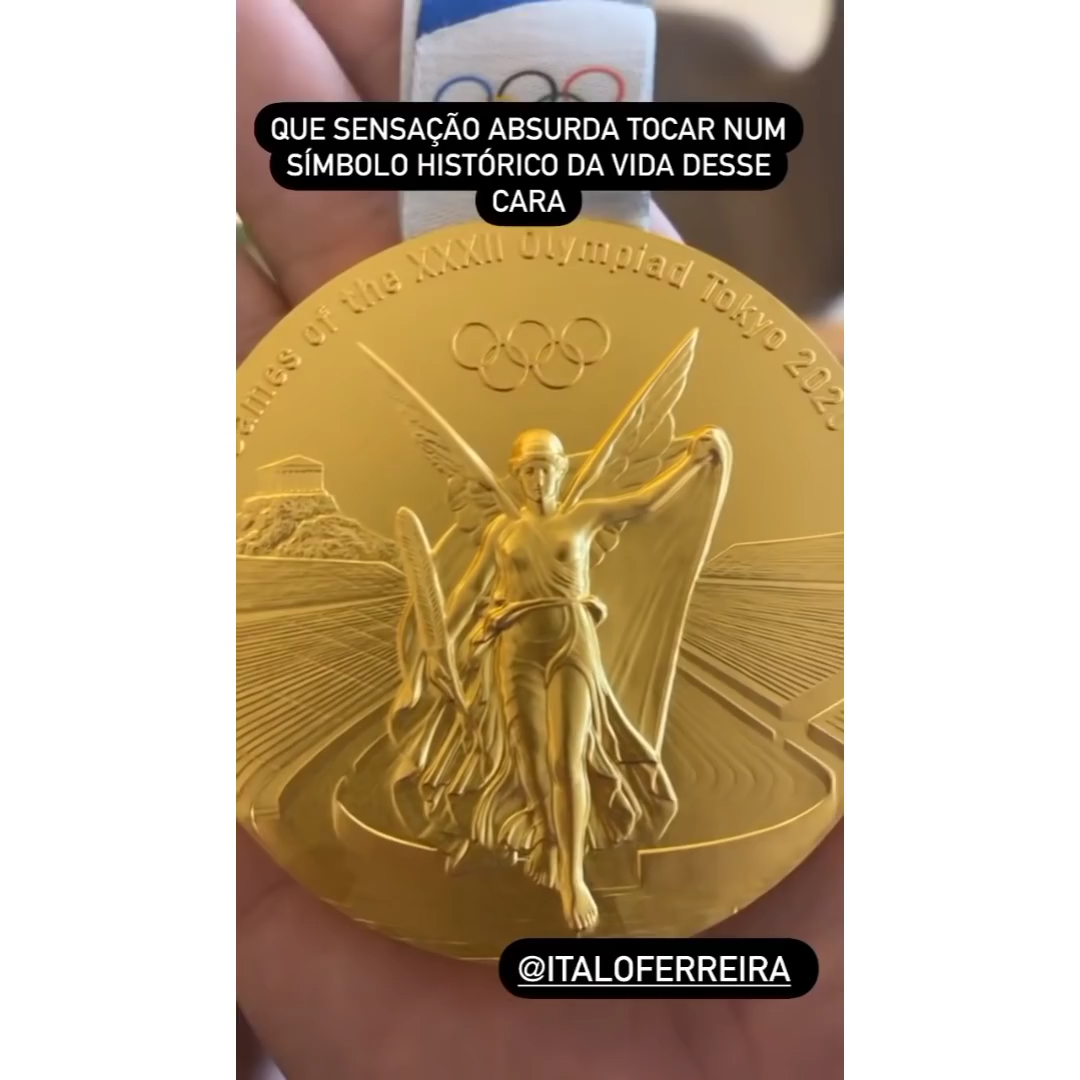 QUE SENSAÇÃO ABSURDA TOCAR NUM
SÍMBOLO HISTÓRICO DA VIDA DESSE
CARA
of the XXXII Olympiad Tokyo
@ITALOFERREIRA